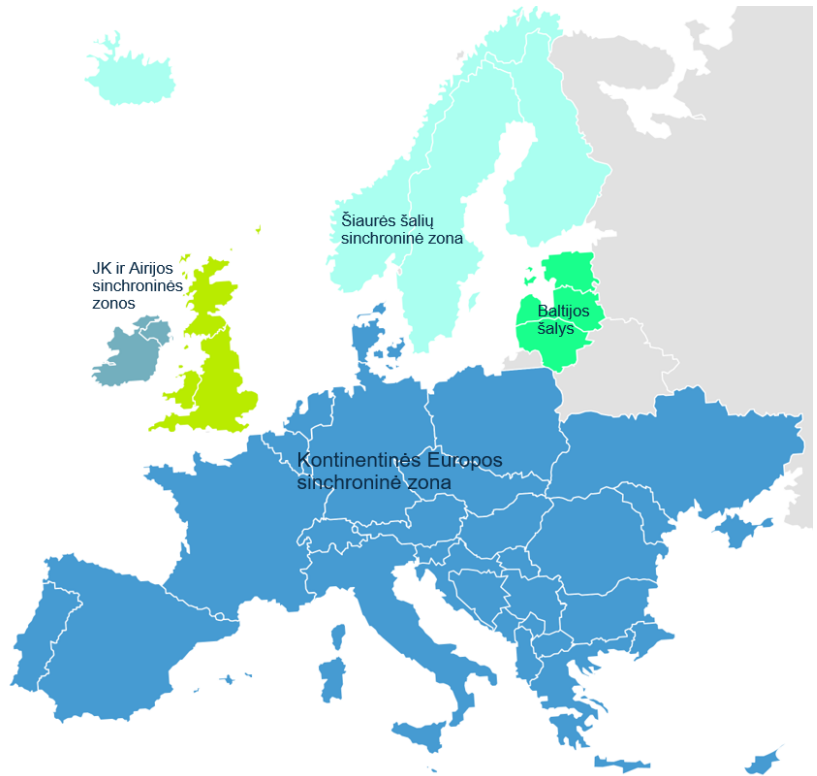 Šiaurės šalių
sinchroninė zona
JK ir Airijos
sinchroninės
zonos
Baltijos
šalys
Kontinentinės Europos
sinchroninė zona